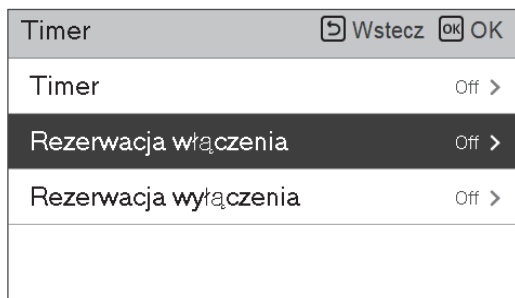 Timer Wstecz OK OK
Timer Off
Rezerwacja włączenia Off
Rezerwacja wyłączenia Off